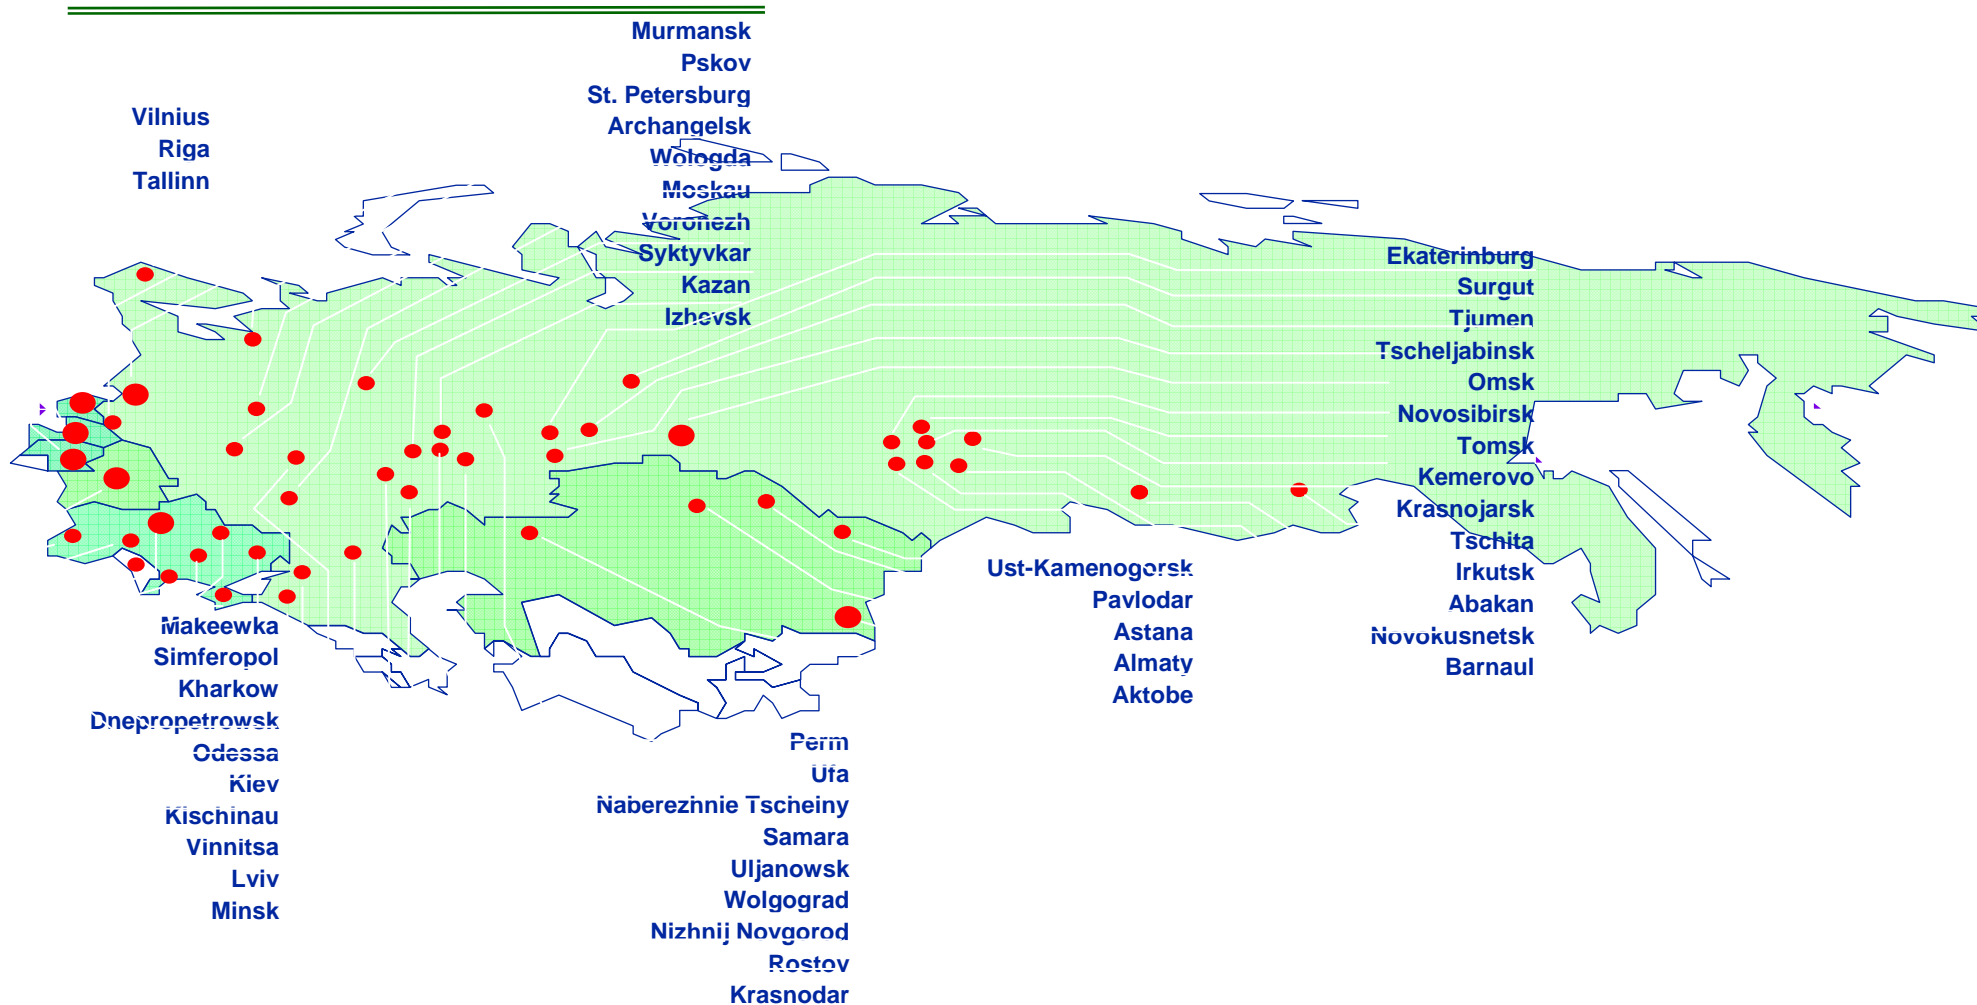 Murmansk
Pskov
St. Petersburg
Archangelsk
Wologda
Moskau
Voronezh
Syktyvkar
Kazan
Izhevsk
Vilnius
Riga
Tallinn
Ekaterinburg
Surgut
Tjumen
Tscheljabinsk
Omsk
Novosibirsk
Tomsk
Kemerovo
Krasnojarsk
Tschita
Irkutsk
Abakan
Novokusnetsk
Barnaul
Ust-Kamenogorsk
Pavlodar
Astana
Almaty
Aktobe
Makeewka
Simferopol
Kharkow
Dnepropetrowsk
Odessa
Kiev
Kischinau
Vinnitsa
Lviv
Minsk
Perm
Ufa
Naberezhnie Tschelny
Samara
Uljanowsk
Wolgograd
Nizhnij Novgorod
Rostov
Krasnodar